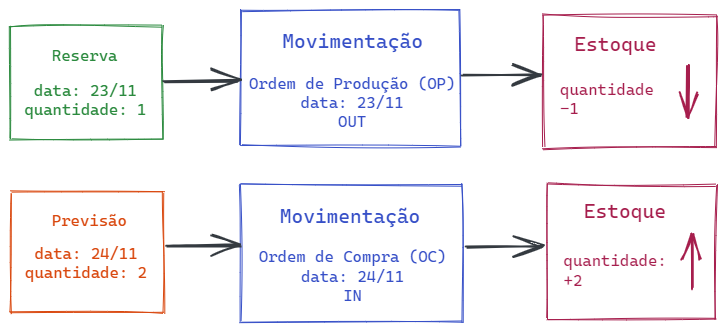 Reserva
data: 23/11
quantidade: 1
Movimentação
Ordem de Produção (OP)
data: 23/11
OUT
Estoque
quantidade
-1
Previsão
data: 24/11
quantidade: 2
Movimentação
Ordem de Compra (OC)
data: 24/11
IN
Estoque
quantidade:
+2